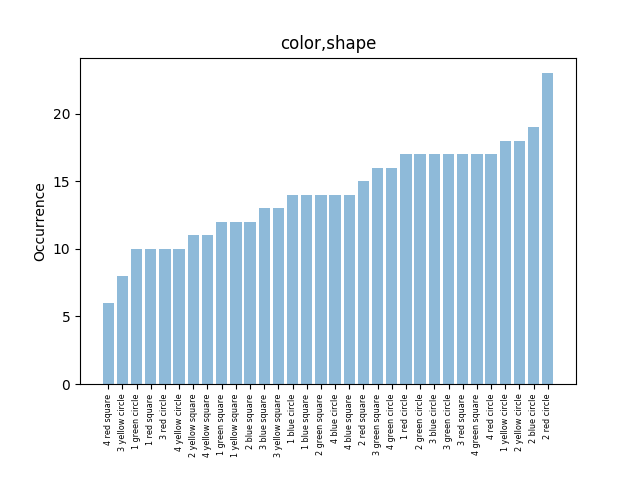 color,shape
Occurrence
20
15
10
5
0
4 red square
3 yellow circle
1 green circle
1 red square
3 red circle
4 yellow circle
2 yellow square
4 yellow square
1 green square
1 yellow square
2 blue square
3 blue square
3 yellow square
1 blue circle
1 blue square
2 green square
4 blue circle
4 blue square
2 red square
3 green square
4 green circle
1 red circle
2 green circle
3 blue circle
3 green circle
3 red square
4 green square
4 red circle
1 yellow circle
2 yellow circle
2 blue circle
2 red circle